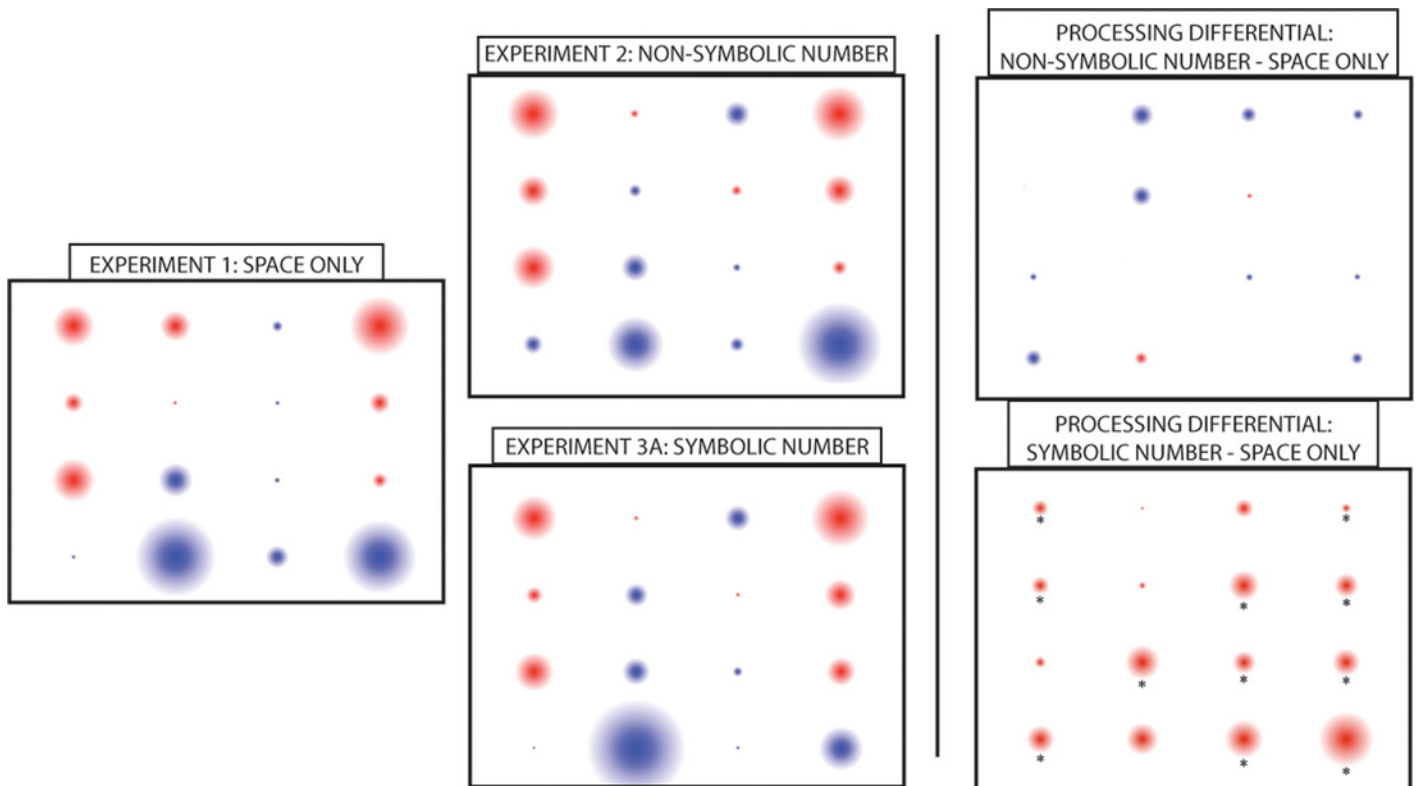 EXPERIMENT 1: SPACE ONLY
EXPERIMENT 2: NON-SYMBOLIC NUMBER
EXPERIMENT 3A: SYMBOLIC NUMBER
PROCESSING DIFFERENTIAL:
NON-SYMBOLIC NUMBER - SPACE ONLY
PROCESSING DIFFERENTIAL:
SYMBOLIC NUMBER - SPACE ONLY
* *
* * *
* * *
* * *